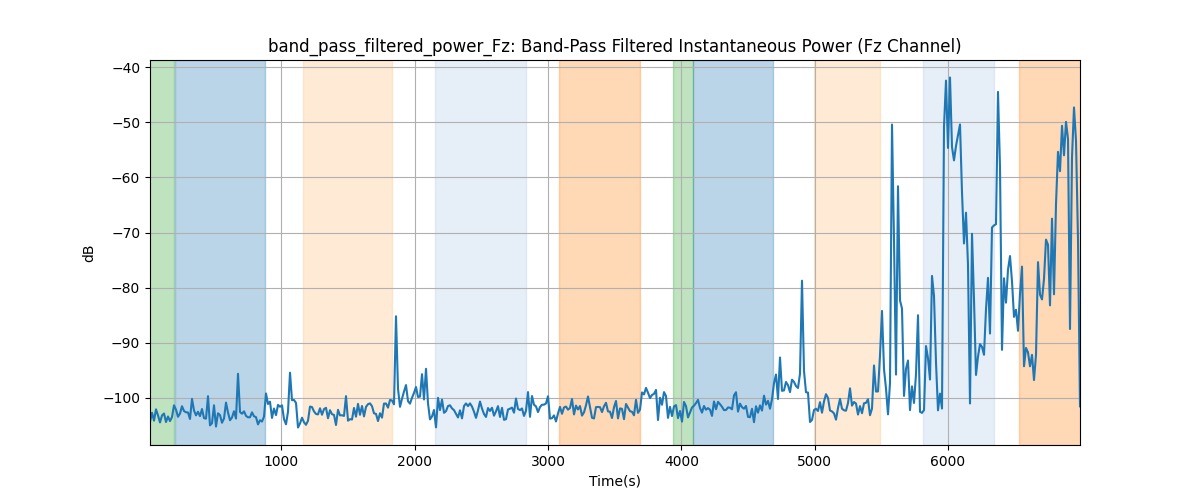 band_pass_filtered_power_Fz: Band-Pass Filtered Instantaneous Power (Fz Channel)
−40
−50
−60
−70
−80
−90
−100
dB
1000 2000 3000 4000 5000 6000
Time(s)